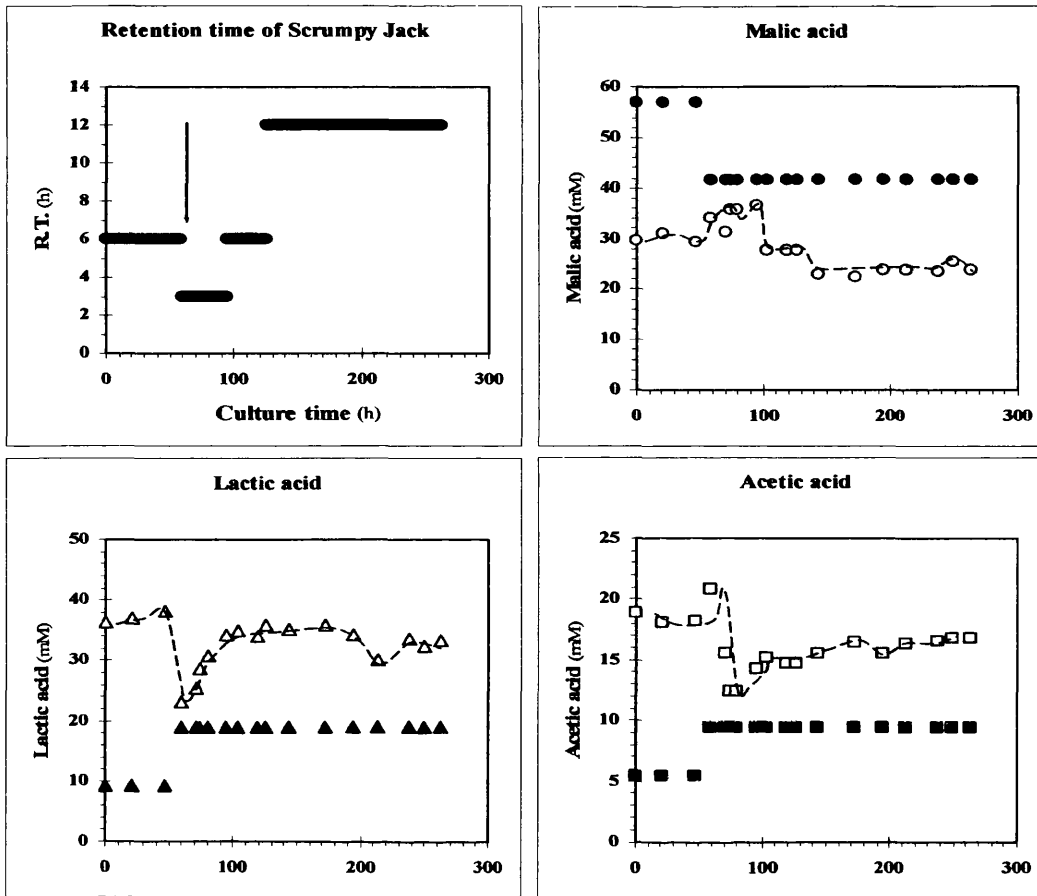 Retention time of Scrumpy Jack
14
12
10
8
6
4
2
0
R.T. (h)
0 100 200 300
Culture time (h)
Malic acid
60
50
40
30
20
10
0
Malic acid (mM)
0 100 200 300
Lactic acid
50
40
30
20
10
0
Lactic acid (mM)
0 100 200 300
Acetic acid
25
20
15
10
5
0
Acetic acid (mM)
0 100 200 300